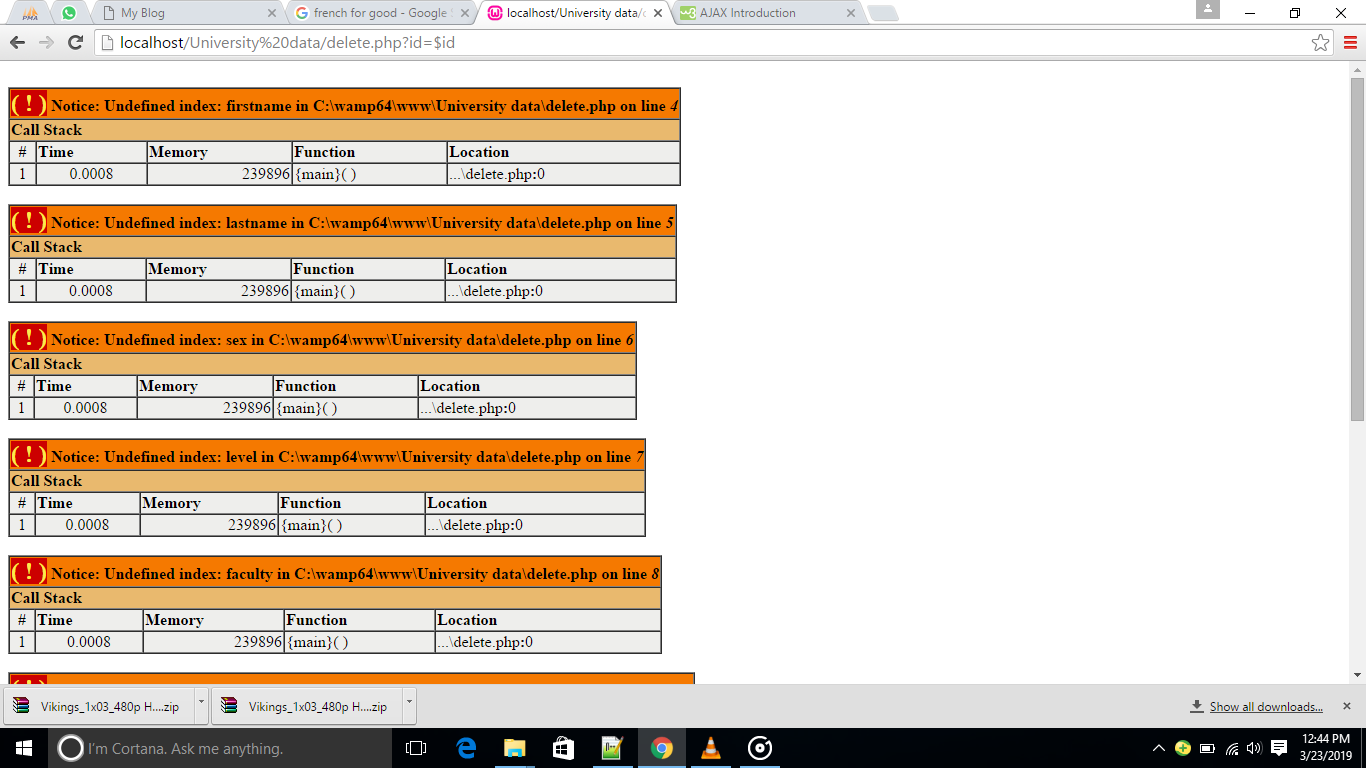 PMA
My Blog
french for good - Google S
localhost/University data/d
AJAX Introduction
localhost/University%20data/delete.php?id=$id
( ! ) Notice: Undefined index: firstname in C:\wamp64\www\University data\delete.php on line 4
Call Stack
# Time Memory Function Location
1 0.0008 239896 {main}( ) ...\delete.php:0
( ! ) Notice: Undefined index: lastname in C:\wamp64\www\University data\delete.php on line 5
Call Stack
# Time Memory Function Location
1 0.0008 239896 {main}( ) ...\delete.php:0
( ! ) Notice: Undefined index: sex in C:\wamp64\www\University data\delete.php on line 6
Call Stack
# Time Memory Function Location
1 0.0008 239896 {main}( ) ...\delete.php:0
( ! ) Notice: Undefined index: level in C:\wamp64\www\University data\delete.php on line 7
Call Stack
# Time Memory Function Location
1 0.0008 239896 {main}( ) ...\delete.php:0
( ! ) Notice: Undefined index: faculty in C:\wamp64\www\University data\delete.php on line 8
Call Stack
# Time Memory Function Location
1 0.0008 239896 {main}( ) ...\delete.php:0
Vikings_1x03_480p H....zip
Vikings_1x03_480p H....zip
Show all downloads...
I'm Cortana. Ask me anything.
12:44 PM
3/23/2019